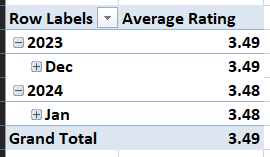 Row Labels Average Rating
2023 3.49
Dec 3.49
2024 3.48
Jan 3.48
Grand Total 3.49